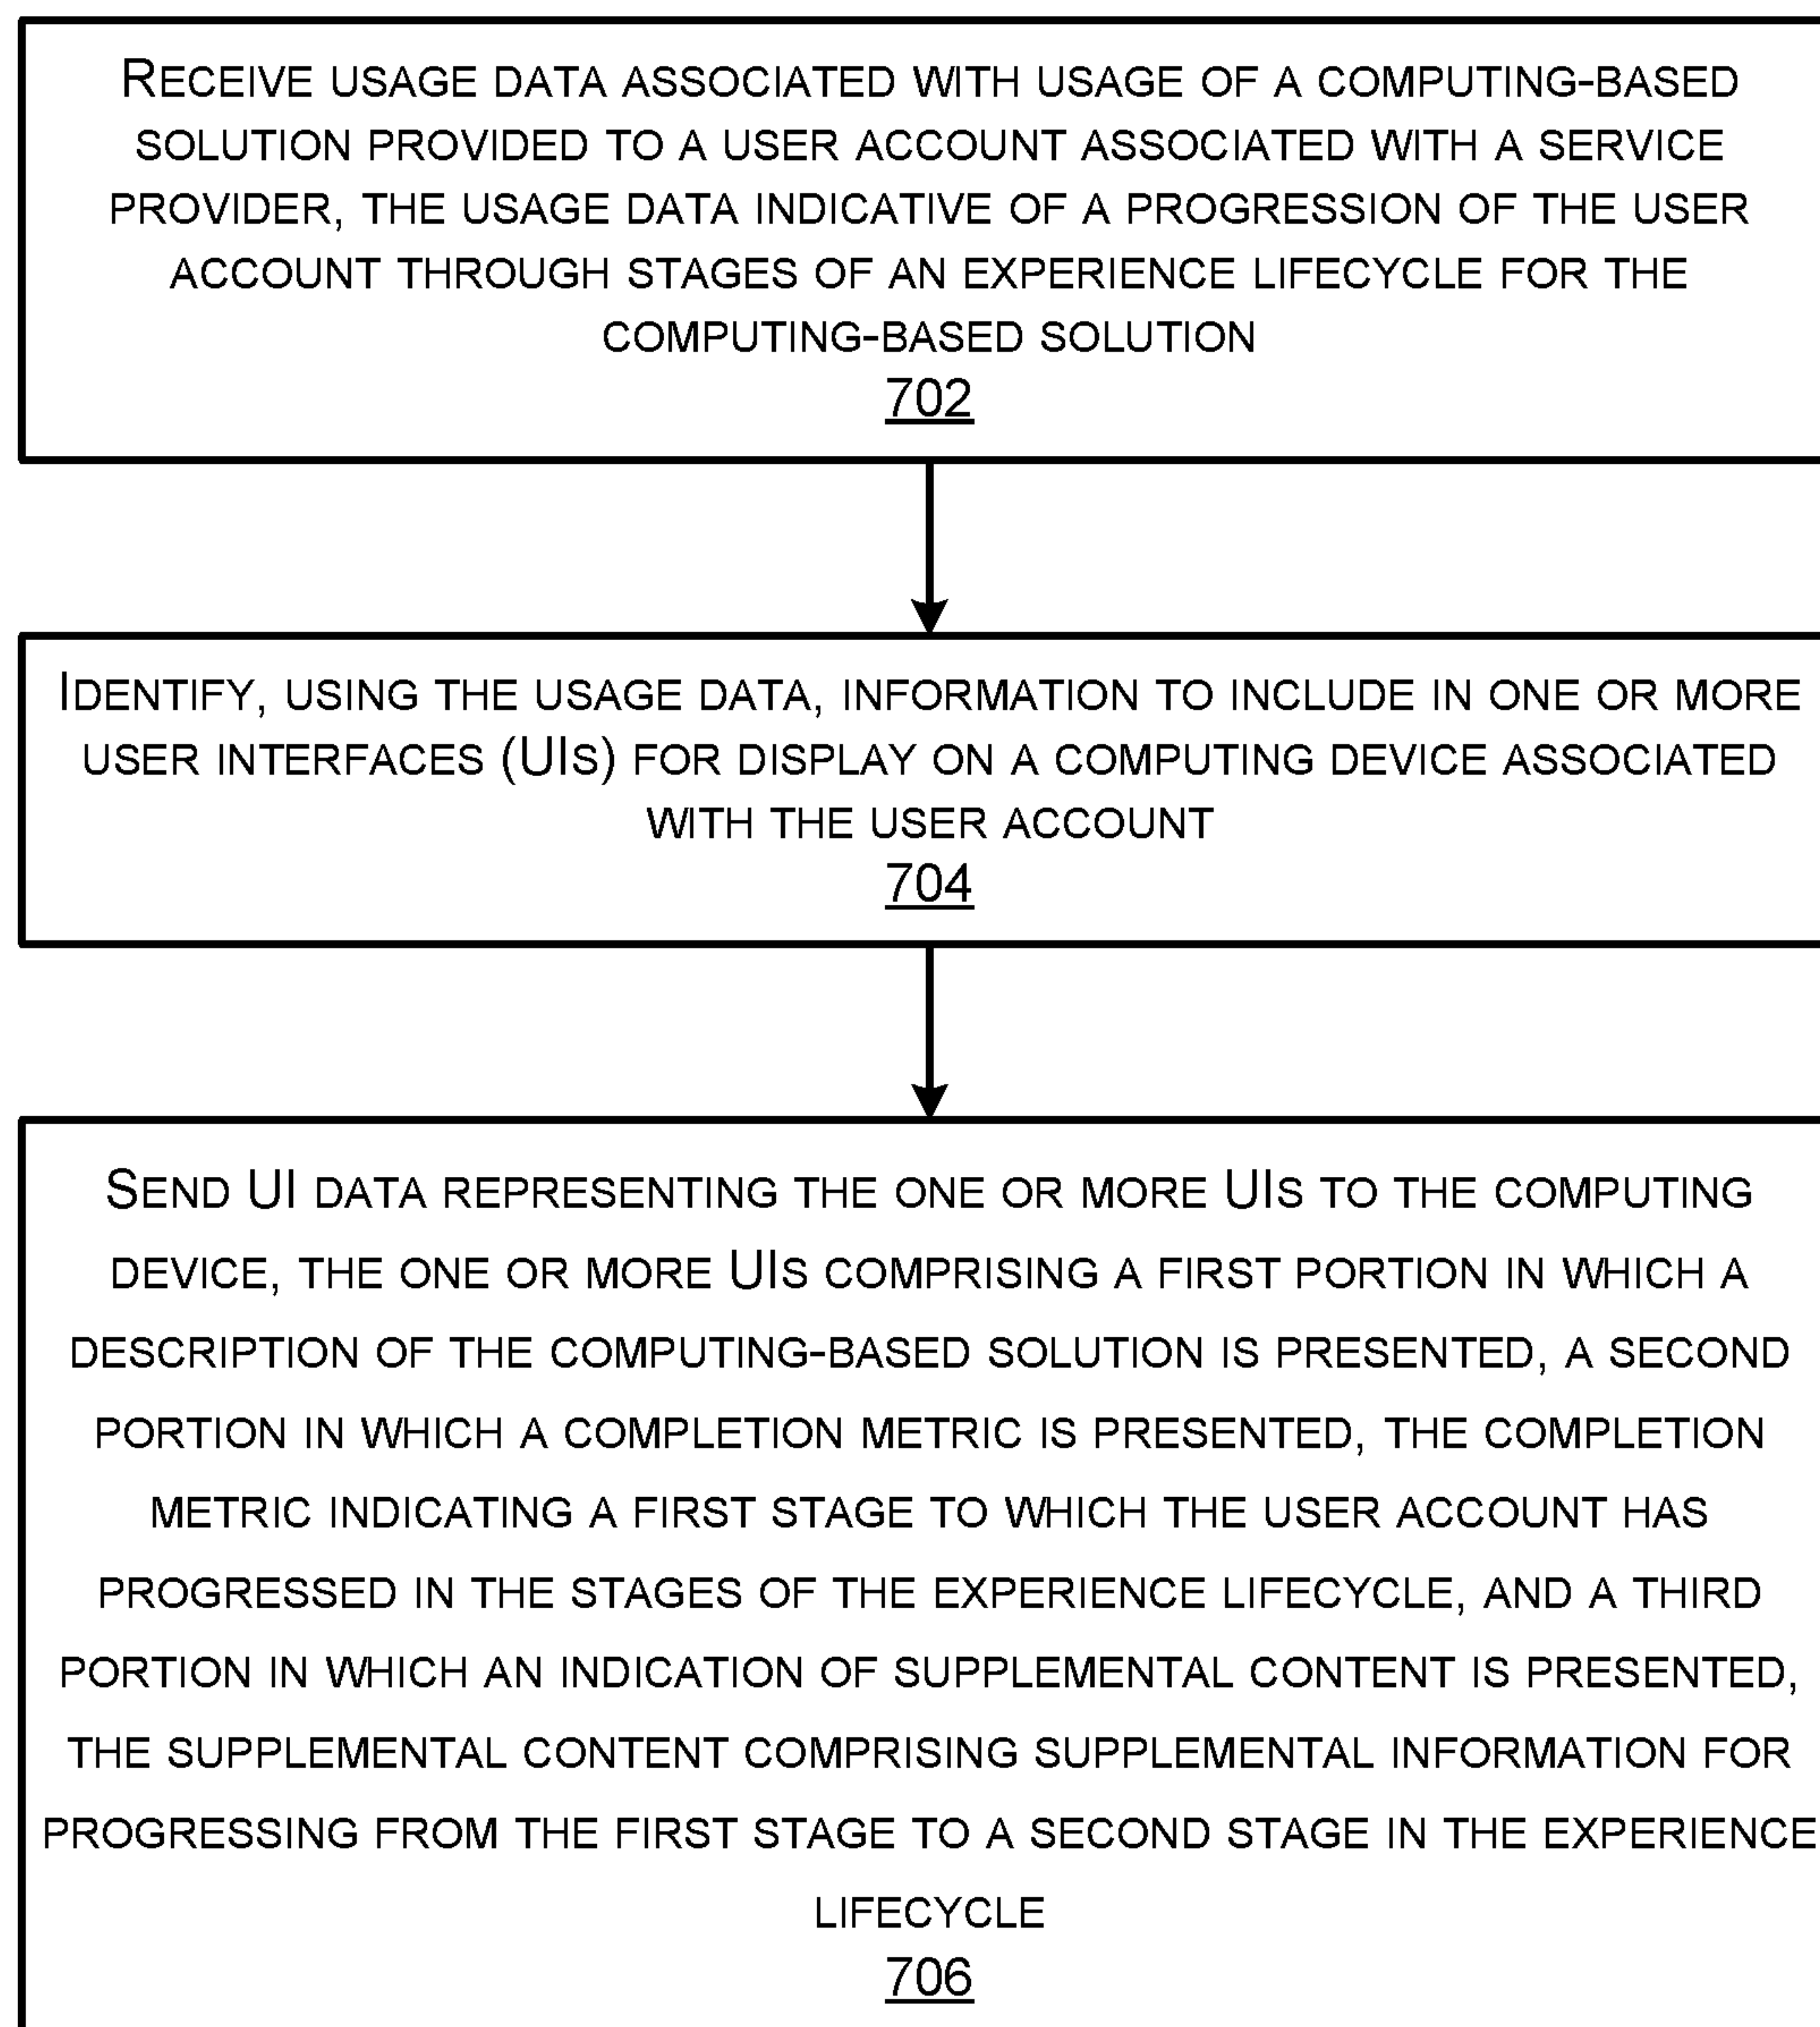 RECEIVE USAGE DATA ASSOCIATED WITH USAGE OF A COMPUTING-BASED
SOLUTION PROVIDED TO A USER ACCOUNT ASSOCIATED WITH A SERVICE
PROVIDER, THE USAGE DATA INDICATIVE OF A PROGRESSION OF THE USER
ACCOUNT THROUGH STAGES OF AN EXPERIENCE LIFECYCLE FOR THE
COMPUTING-BASED SOLUTION
702
IDENTIFY, USING THE USAGE DATA, INFORMATION TO INCLUDE IN ONE OR MORE
USER INTERFACES (UIS) FOR DISPLAY ON A COMPUTING DEVICE ASSOCIATED
WITH THE USER ACCOUNT
704
SEND UI DATA REPRESENTING THE ONE OR MORE UIS TO THE COMPUTING
DEVICE, THE ONE OR MORE UIS COMPRISING A FIRST PORTION IN WHICH A
DESCRIPTION OF THE COMPUTING-BASED SOLUTION IS PRESENTED, A SECOND
PORTION IN WHICH A COMPLETION METRIC IS PRESENTED, THE COMPLETION
METRIC INDICATING A FIRST STAGE TO WHICH THE USER ACCOUNT HAS
PROGRESSED IN THE STAGES OF THE EXPERIENCE LIFECYCLE, AND A THIRD
PORTION IN WHICH AN INDICATION OF SUPPLEMENTAL CONTENT IS PRESENTED,
THE SUPPLEMENTAL CONTENT COMPRISING SUPPLEMENTAL INFORMATION FOR
PROGRESSING FROM THE FIRST STAGE TO A SECOND STAGE IN THE EXPERIENCE
LIFECYCLE
706